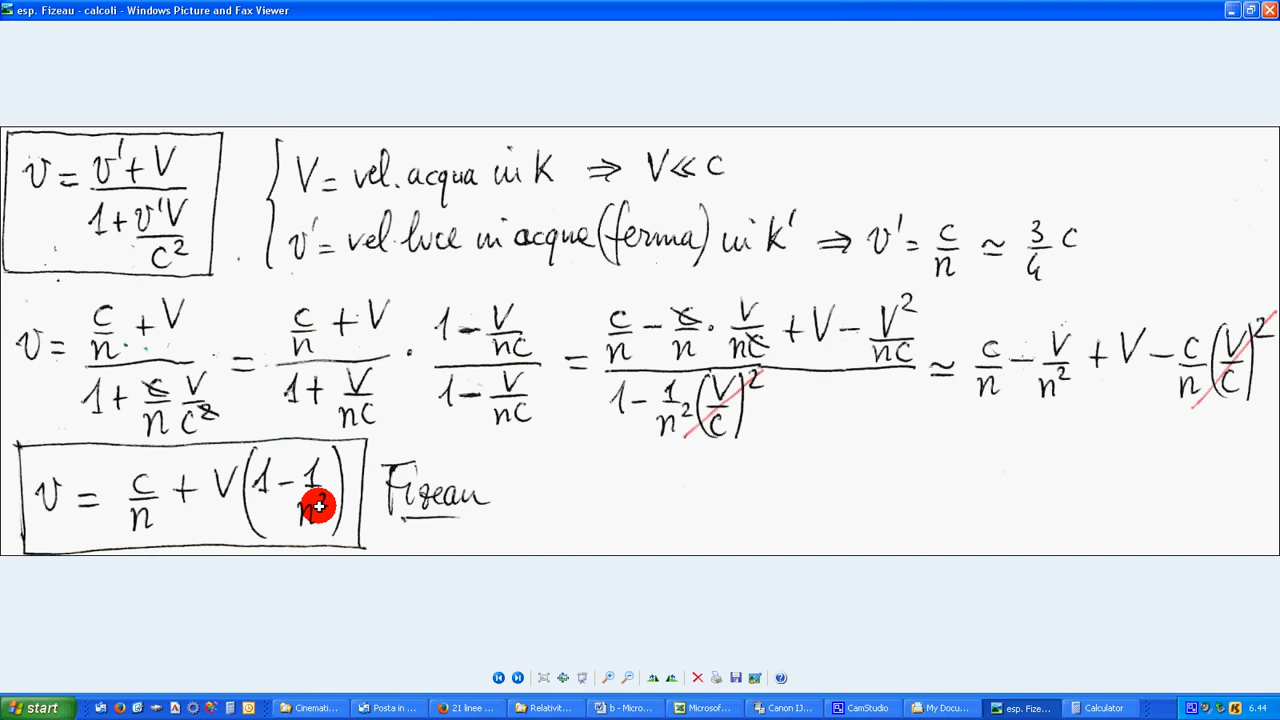 esp. Fizeau - calcoli - Windows Picture and Fax Viewer
v = (v' + V) / (1 + v'V/c²)
V = vel. acqua in K ⇒ V ≪ c
v' = vel luce in acqua (ferma) in K' ⇒ v' = c/n ≃ 3/4 c
v = (c/n + V) / (1 + c/n V/c²) = (c/n + V) / (1 + V/nc) · (1 - V/nc) / (1 - V/nc) = (c/n - c/n · V/nc + V - V²/nc) / (1 - 1/n² (V/c)²) ≃ c/n - V/n² + V - c/n (V/c)²
v = c/n + V(1 - 1/n²) Fizeau
start Cinemati... Posta in ... 21 linee ... Relativit... b - Micro... Microsof... Canon IJ... CamStudio My Docu... esp. Fize... Calculator 6.44